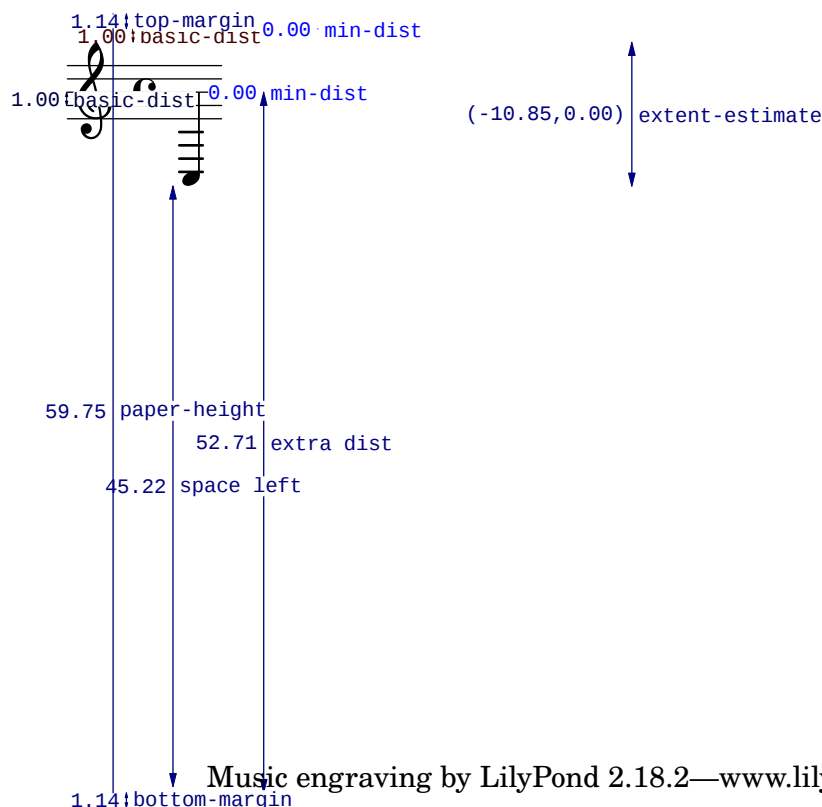 1.14 top-margin
1.00 basic-dist 0.00 min-dist
1.00 basic-dist 0.00 min-dist
(-10.85,0.00) extent-estimate
59.75 paper-height
52.71 extra dist
45.22 space left
Music engraving by LilyPond 2.18.2—www.lily
1.14 bottom-margin